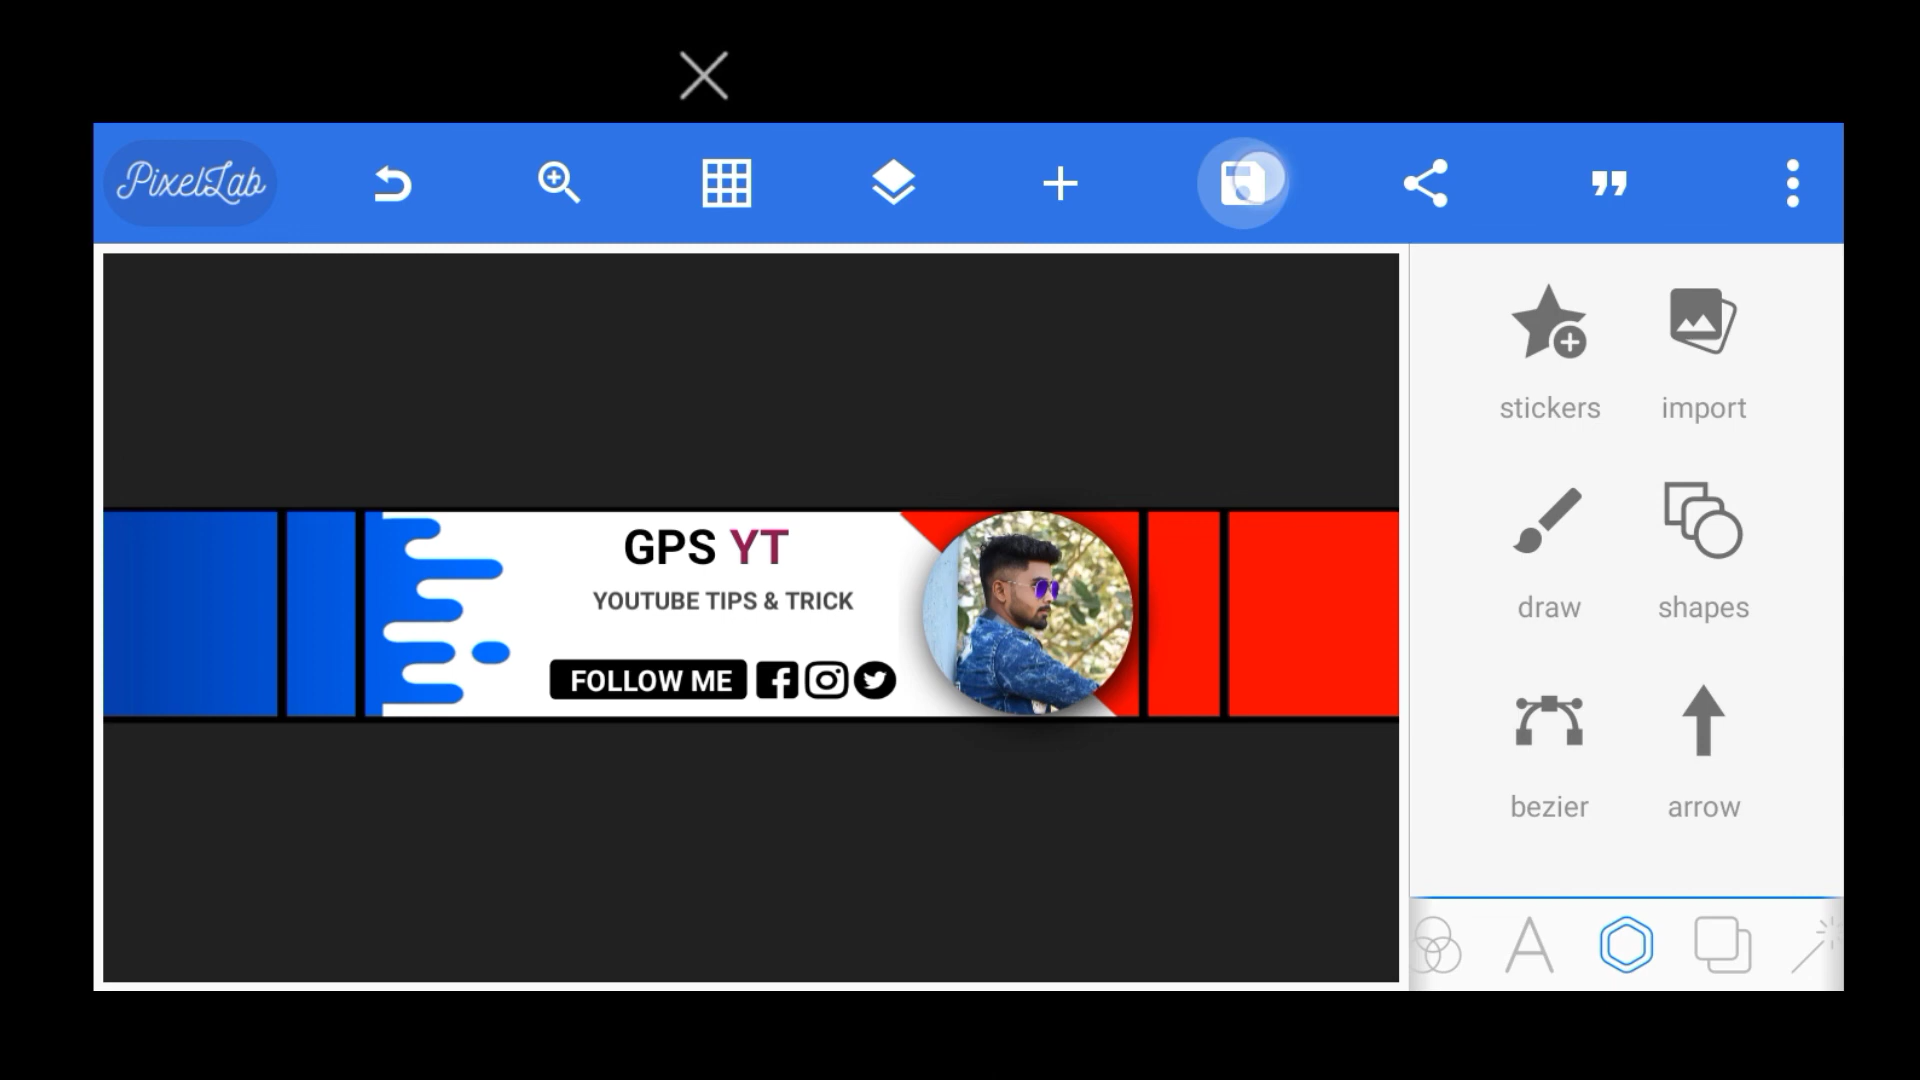 PixelLab
stickers
import
GPS YT
YOUTUBE TIPS & TRICK
FOLLOW ME
draw
shapes
bezier
arrow